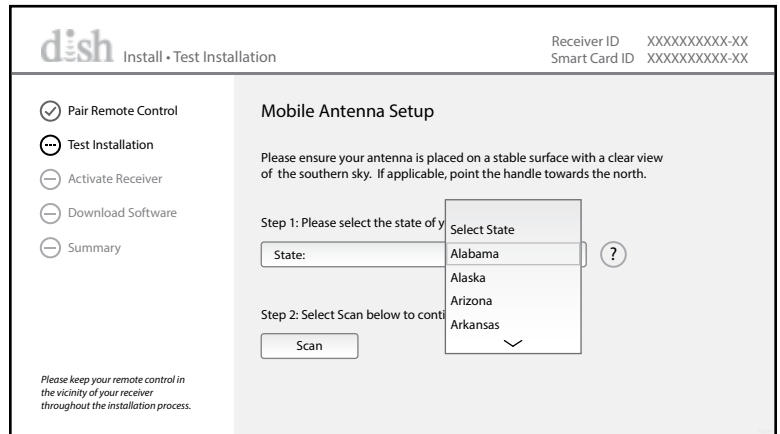 dish Install • Test Installation
Receiver ID XXXXXXXXXX-XX
Smart Card ID XXXXXXXXXX-XX
Pair Remote Control
Test Installation
Activate Receiver
Download Software
Summary
Please keep your remote control in
the vicinity of your receiver
throughout the installation process.
Mobile Antenna Setup
Please ensure your antenna is placed on a stable surface with a clear view
of the southern sky. If applicable, point the handle towards the north.
Step 1: Please select the state of y
State:
?
Select State
Alabama
Alaska
Arizona
Arkansas
Step 2: Select Scan below to conti
Scan